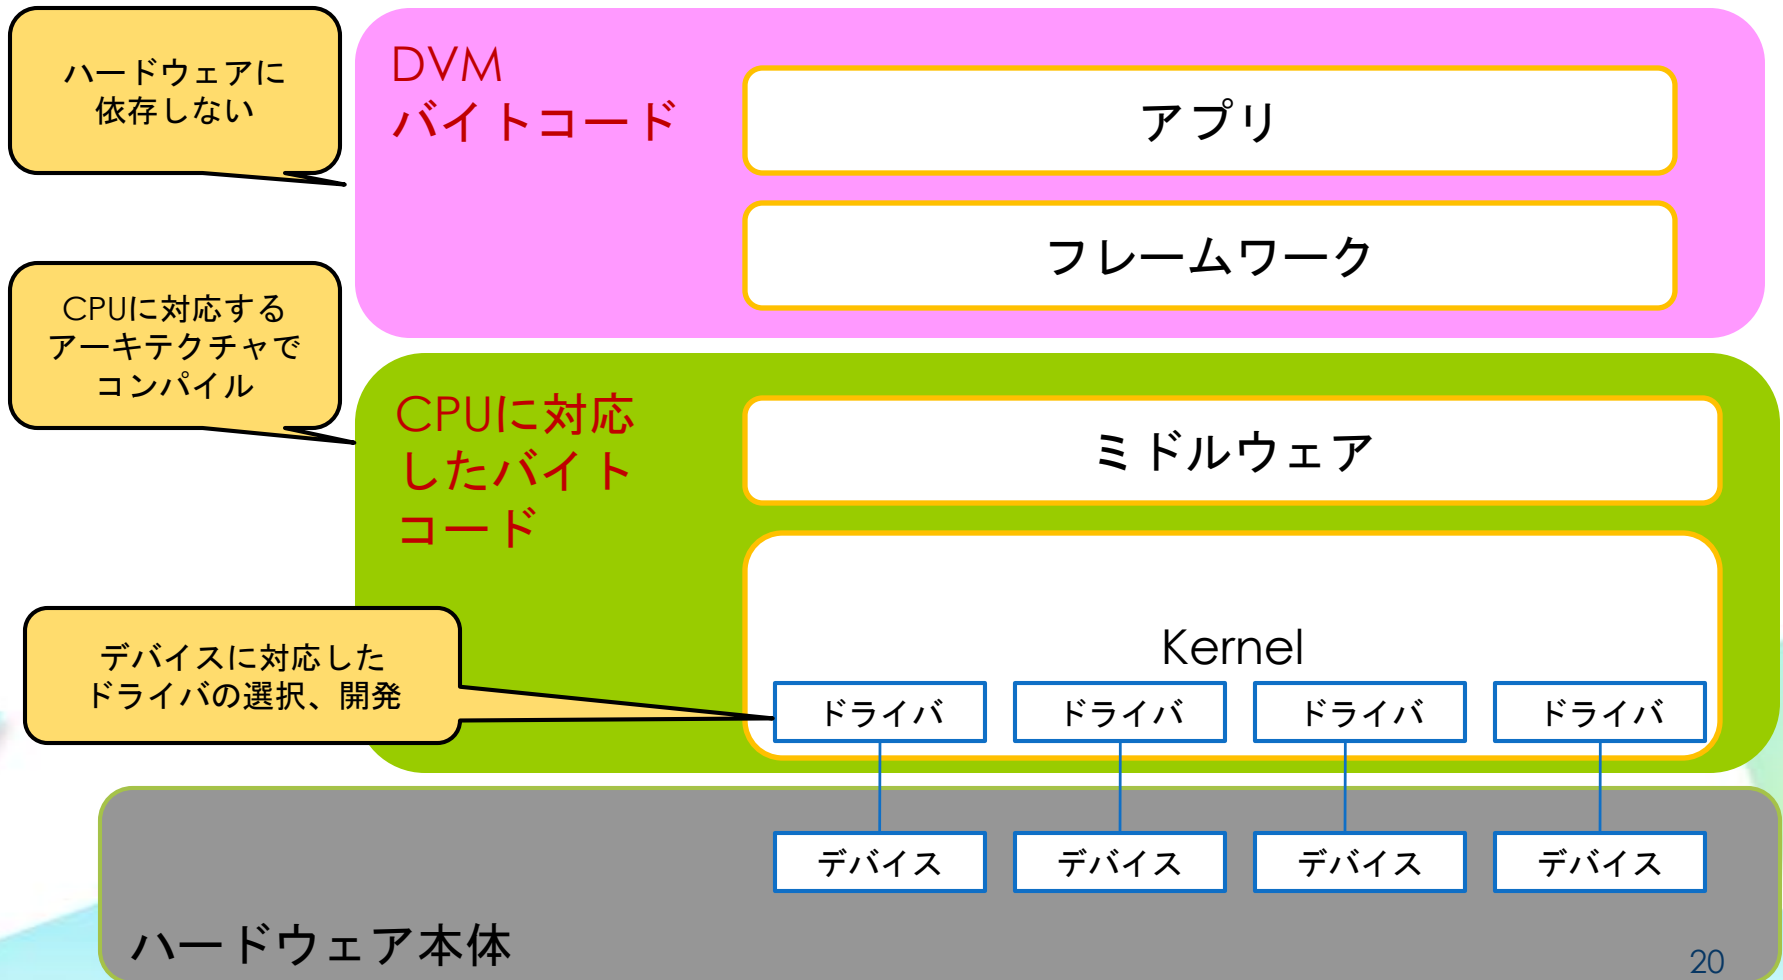 ハードウェアに
依存しない
DVM
バイトコード
アプリ
フレームワーク
CPUに対応する
アーキテクチャで
コンパイル
CPUに対応
したバイト
コード
ミドルウェア
Kernel
デバイスに対応した
ドライバの選択、開発
ドライバ
ドライバ
ドライバ
ドライバ
デバイス
デバイス
デバイス
デバイス
ハードウェア本体
20